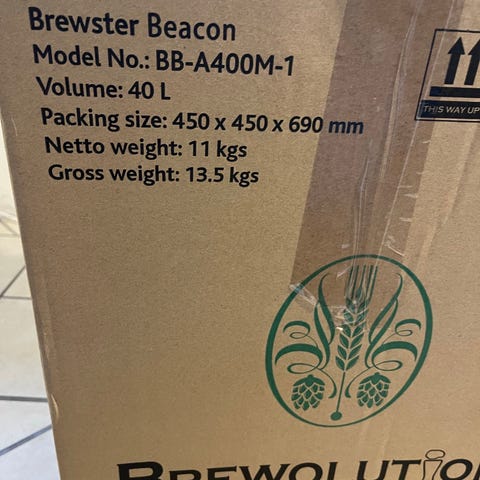 Brewster Beacon
Model No.: BB-A400M-1
Volume: 40 L
THIS WAY UP
Packing size: 450 x 450 x 690 mm
Netto weight: 11 kgs
Gross weight: 13.5 kgs